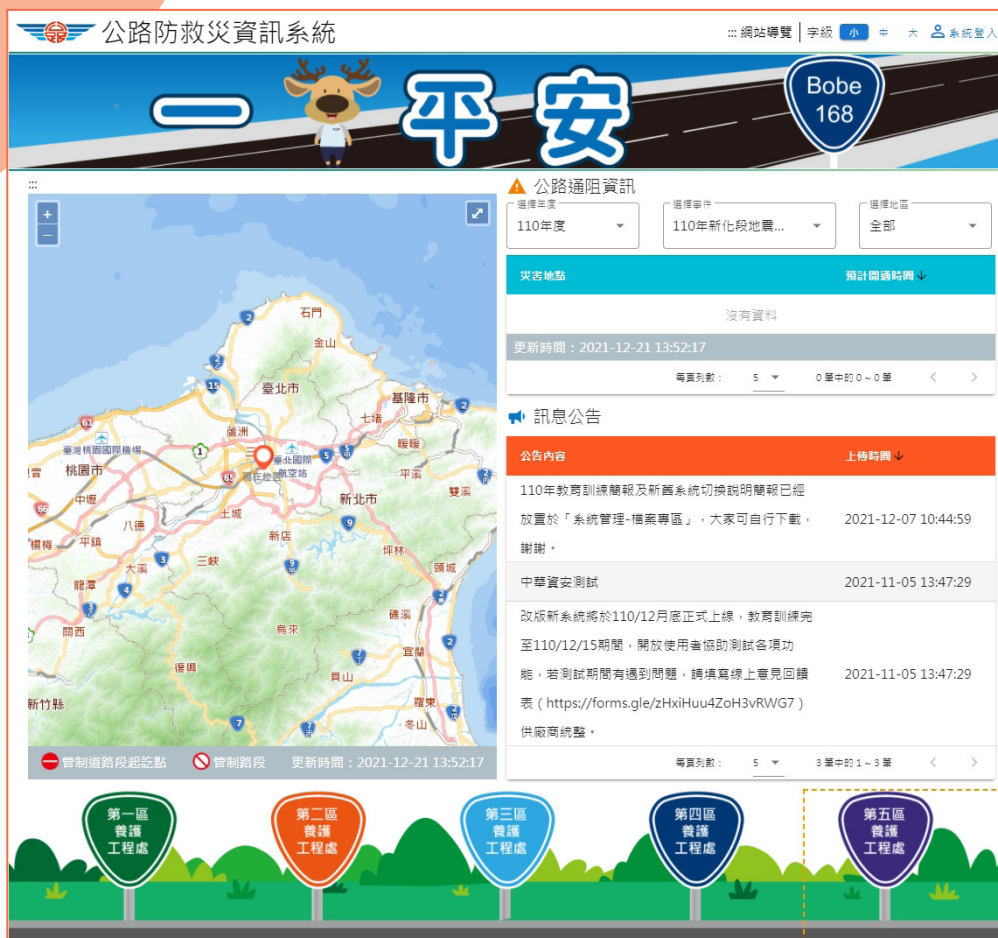 公路防救災資訊系統
::: 網站導覽 | 字級 小 中 大 系統登入
一 平 安
Bobe
168
:::
+
−
石門
金山
臺北市
基隆市
七堵
蘆洲
暖暖
臺灣桃園國際機場
臺北國際
航空站
桃園市
平溪
雙溪
中壢
新北市
土城
八德
新店
楊梅
平鎮
坪林
大溪
三峽
頭城
龍潭
礁溪
關西
烏來
宜蘭
復興
員山
新竹縣
羅東
冬山
管制道路段起訖點 管制路段 更新時間：2021-12-21 13:52:17
公路通阻資訊
選擇年度
110年度
選擇事件
110年新化段地震...
選擇地區
全部
災害地點 預計開通時間
沒有資料
更新時間：2021-12-21 13:52:17
每頁列數： 5 0 筆中的 0 ~ 0 筆
訊息公告
公告內容 上傳時間
110年教育訓練簡報及新舊系統切換說明簡報已經
放置於「系統管理-檔案專區」，大家可自行下載，
謝謝。
2021-12-07 10:44:59
中華資安測試 2021-11-05 13:47:29
改版新系統將於110/12月底正式上線，教育訓練完
至110/12/15期間，開放使用者協助測試各項功
能，若測試期間有遇到問題，請填寫線上意見回饋
表（https://forms.gle/zHxiHuu4ZoH3vRWG7）
供廠商統整。
2021-11-05 13:47:29
每頁列數： 5 3 筆中的 1 ~ 3 筆
第一區
養護
工程處
第二區
養護
工程處
第三區
養護
工程處
第四區
養護
工程處
第五區
養護
工程處